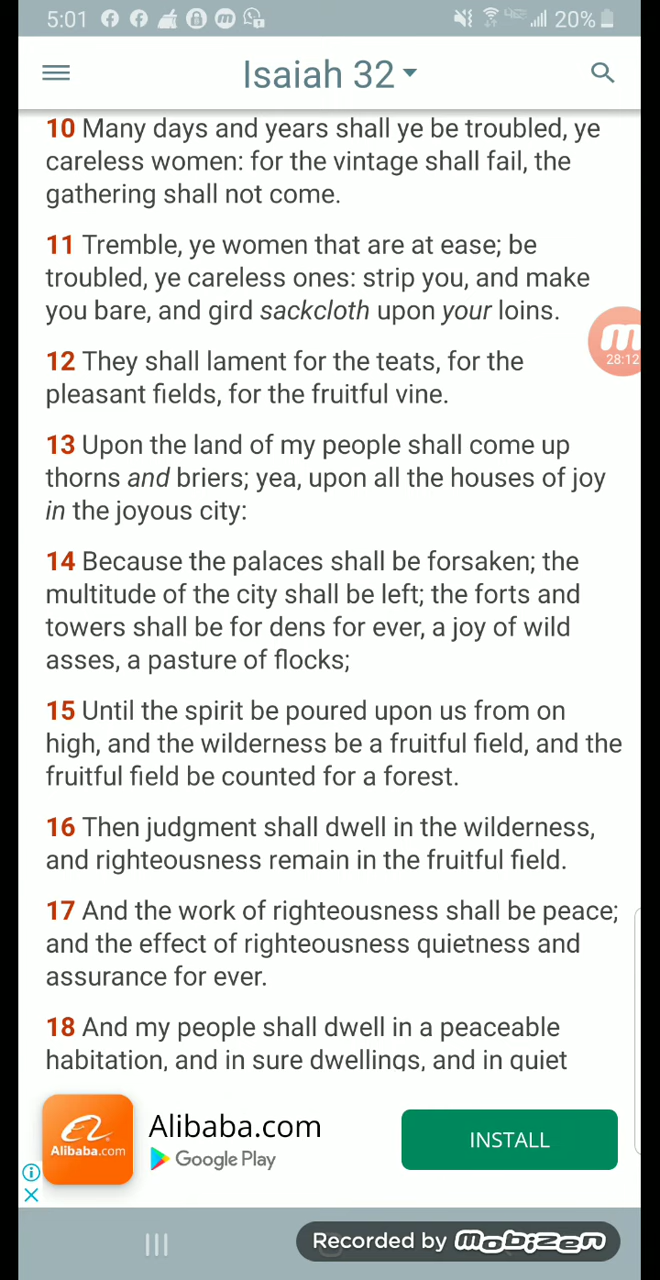 5:01
20%
Isaiah 32
10 Many days and years shall ye be troubled, ye
careless women: for the vintage shall fail, the
gathering shall not come.
11 Tremble, ye women that are at ease; be
troubled, ye careless ones: strip you, and make
you bare, and gird sackcloth upon your loins.
m
28:12
12 They shall lament for the teats, for the
pleasant fields, for the fruitful vine.
13 Upon the land of my people shall come up
thorns and briers; yea, upon all the houses of joy
in the joyous city:
14 Because the palaces shall be forsaken; the
multitude of the city shall be left; the forts and
towers shall be for dens for ever, a joy of wild
asses, a pasture of flocks;
15 Until the spirit be poured upon us from on
high, and the wilderness be a fruitful field, and the
fruitful field be counted for a forest.
16 Then judgment shall dwell in the wilderness,
and righteousness remain in the fruitful field.
17 And the work of righteousness shall be peace;
and the effect of righteousness quietness and
assurance for ever.
18 And my people shall dwell in a peaceable
habitation, and in sure dwellings, and in quiet
Alibaba.com
Alibaba.com
Google Play
INSTALL
Recorded by mobizen